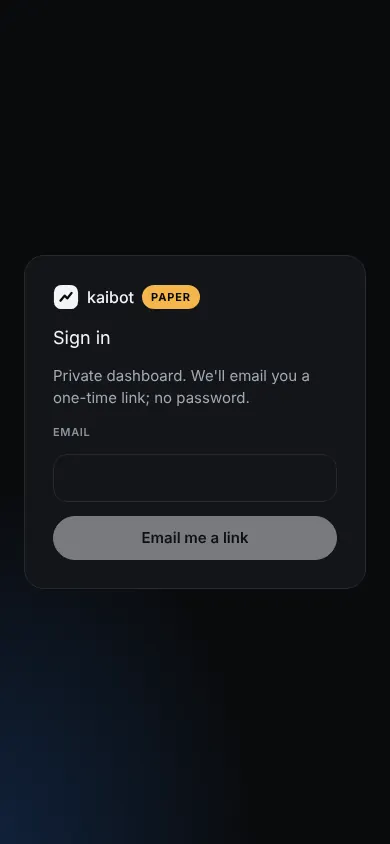 kaibot PAPER
Sign in
Private dashboard. We'll email you a
one-time link; no password.
EMAIL
Email me a link